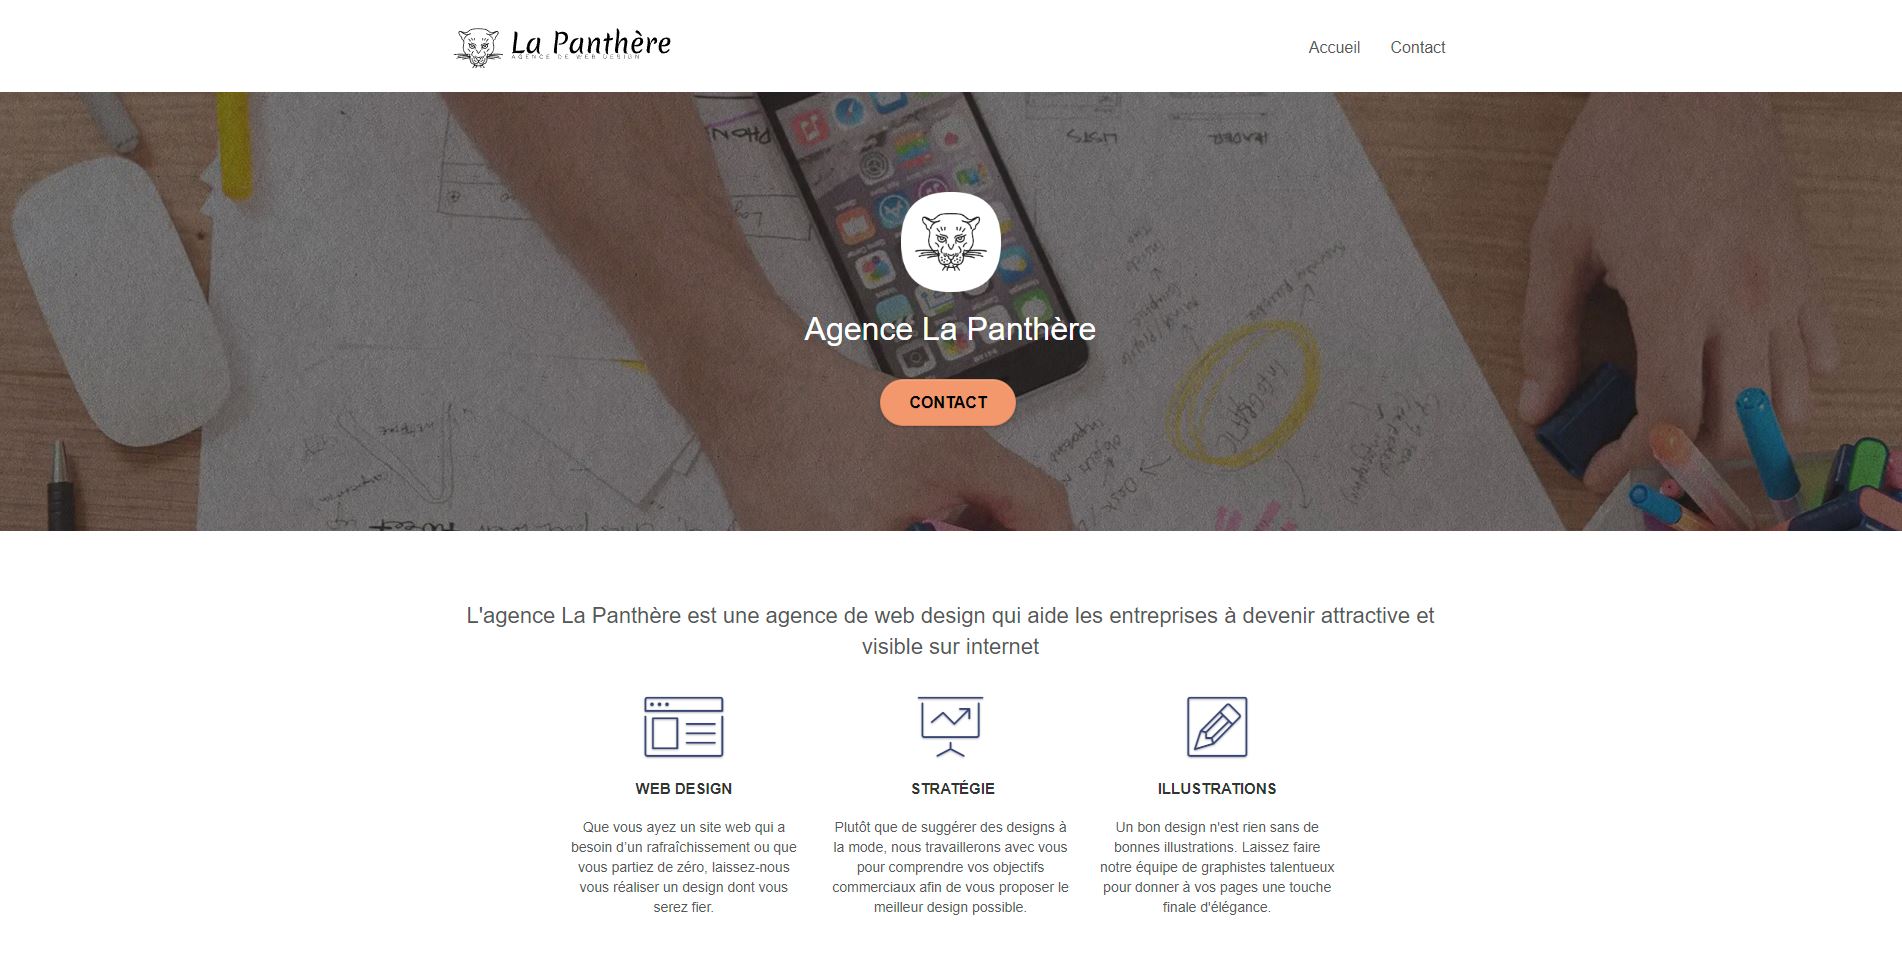 La Panthère
AGENCE DE WEB DESIGN
Accueil
Contact
PHON
LISTS
HEADER
Agence La Panthère
CONTACT
L'agence La Panthère est une agence de web design qui aide les entreprises à devenir attractive et
visible sur internet
WEB DESIGN
Que vous ayez un site web qui a
besoin d’un rafraîchissement ou que
vous partiez de zéro, laissez-nous
vous réaliser un design dont vous
serez fier.
STRATÉGIE
Plutôt que de suggérer des designs à
la mode, nous travaillerons avec vous
pour comprendre vos objectifs
commerciaux afin de vous proposer le
meilleur design possible.
ILLUSTRATIONS
Un bon design n'est rien sans de
bonnes illustrations. Laissez faire
notre équipe de graphistes talentueux
pour donner à vos pages une touche
finale d'élégance.